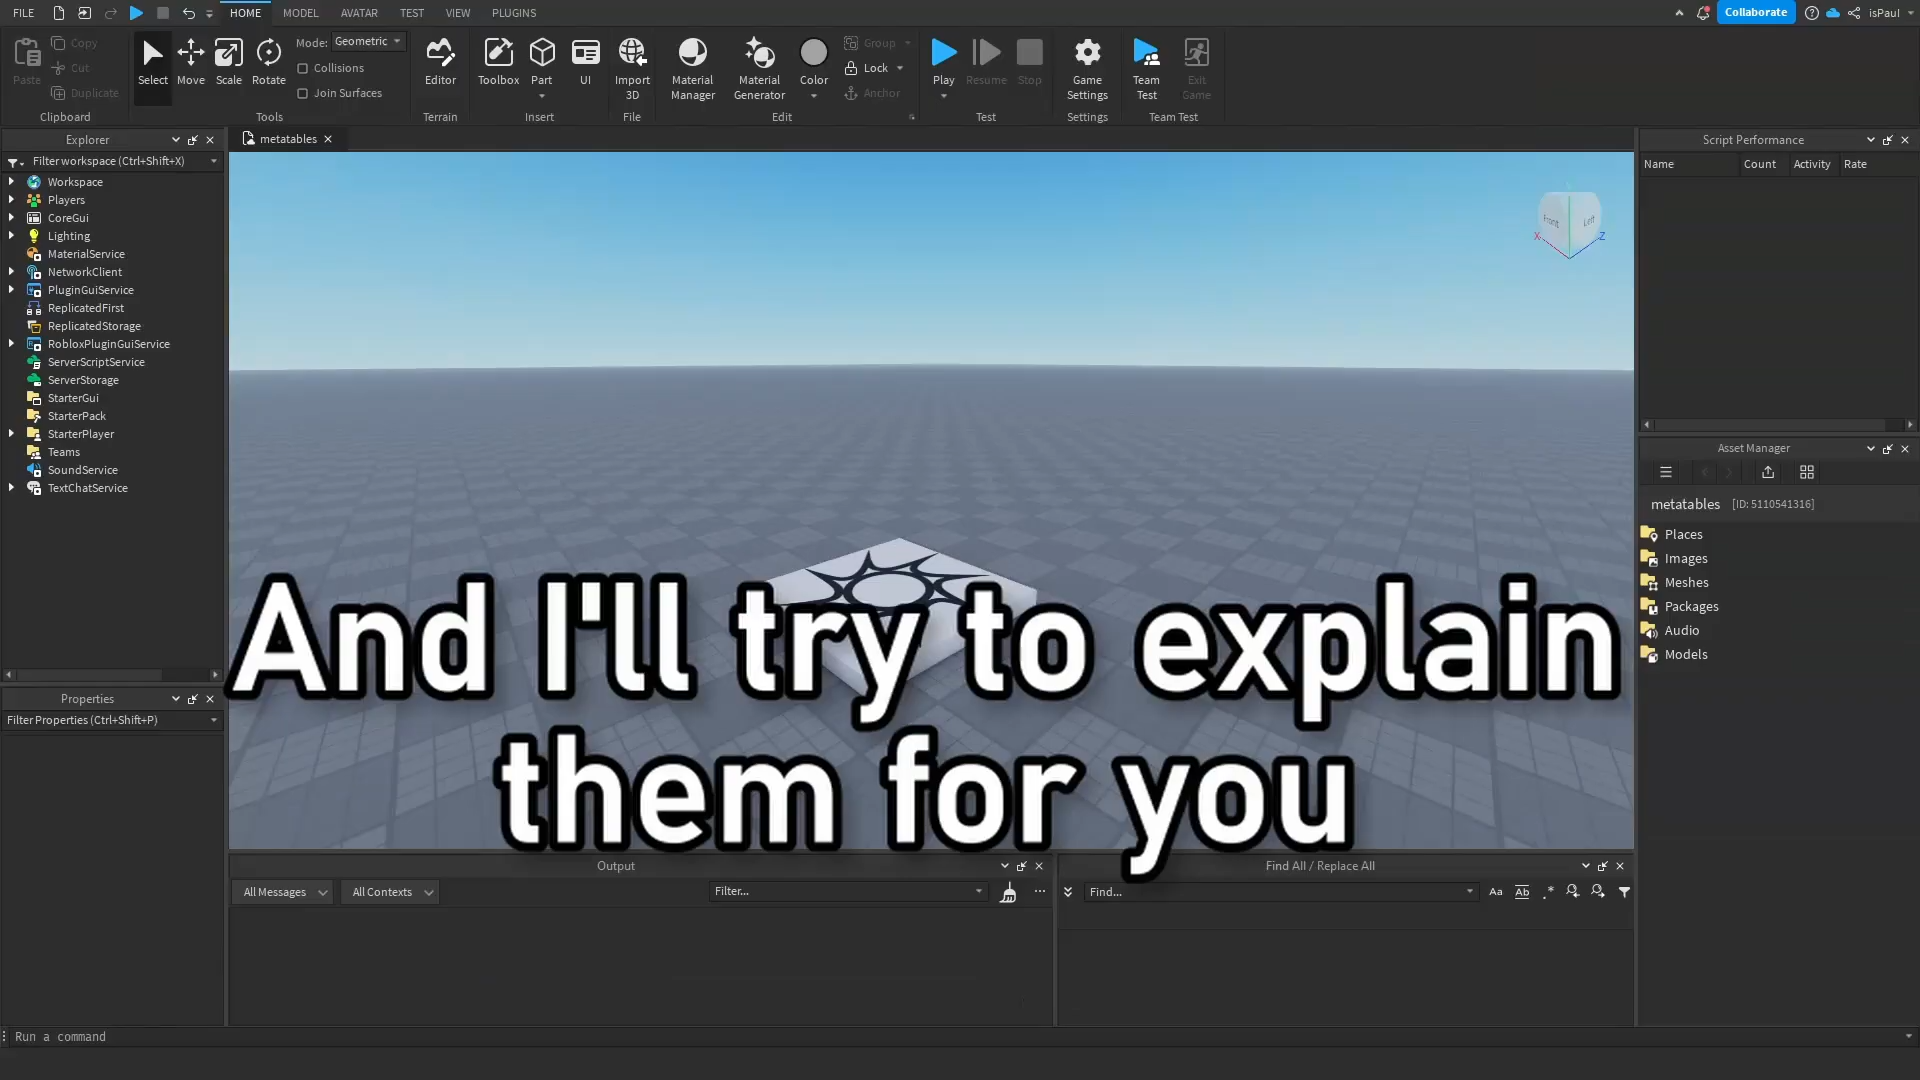 FILE HOME MODEL AVATAR TEST VIEW PLUGINS Collaborate isPaul
Paste Copy Cut Duplicate
Clipboard
Select Move Scale Rotate
Mode: Geometric
Collisions
Join Surfaces
Tools
Editor
Terrain
Toolbox Part UI
Insert
Import 3D
File
Material Manager
Material Generator
Color
Group
Lock
Anchor
Edit
Play Resume Stop
Test
Game Settings
Settings
Team Test
Exit Game
Team Test
Explorer
Filter workspace (Ctrl+Shift+X)
Workspace
Players
CoreGui
Lighting
MaterialService
NetworkClient
PluginGuiService
ReplicatedFirst
ReplicatedStorage
RobloxPluginGuiService
ServerScriptService
ServerStorage
StarterGui
StarterPack
StarterPlayer
Teams
SoundService
TextChatService
Properties
Filter Properties (Ctrl+Shift+P)
metatables
Front Left
X Z
And I'll try to explain
them for you
Output
All Messages All Contexts Filter...
Find All / Replace All
Find... Aa Ab .*
Script Performance
Name Count Activity Rate
Asset Manager
metatables [ID: 5110541316]
Places
Images
Meshes
Packages
Audio
Models
Run a command